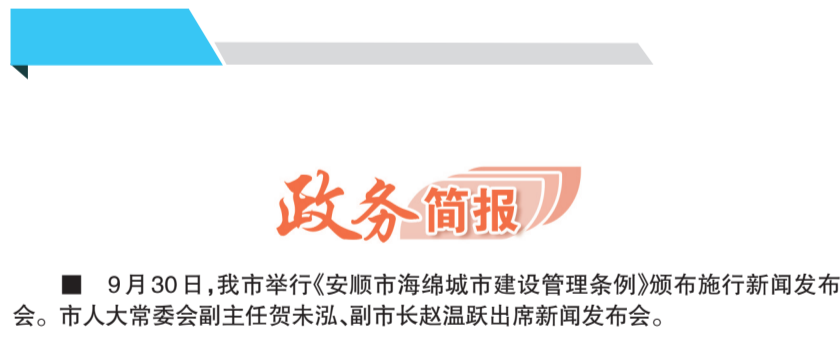 政务简报
■ 9月30日,我市举行《安顺市海绵城市建设管理条例》颁布施行新闻发布
会。市人大常委会副主任贺未泓、副市长赵温跃出席新闻发布会。